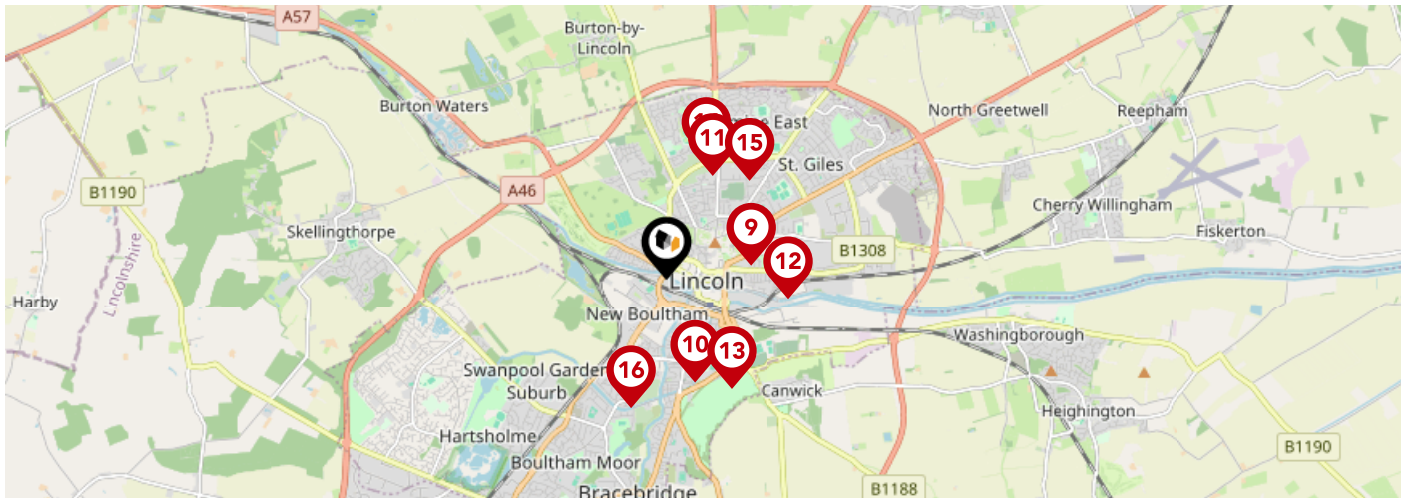 A57
Burton-by-
Lincoln
Burton Waters
North Greetwell
Reepham
East
11
15
St. Giles
B1190
A46
Cherry Willingham
Skellingthorpe
9
Fiskerton
B1308
Lincolnshire
12
Lincoln
Harby
New Boultham
Washingborough
10
13
16
Swanpool Garden
Suburb
Canwick
Heighington
Hartsholme
B1190
Boultham Moor
B1188
Bracebridge